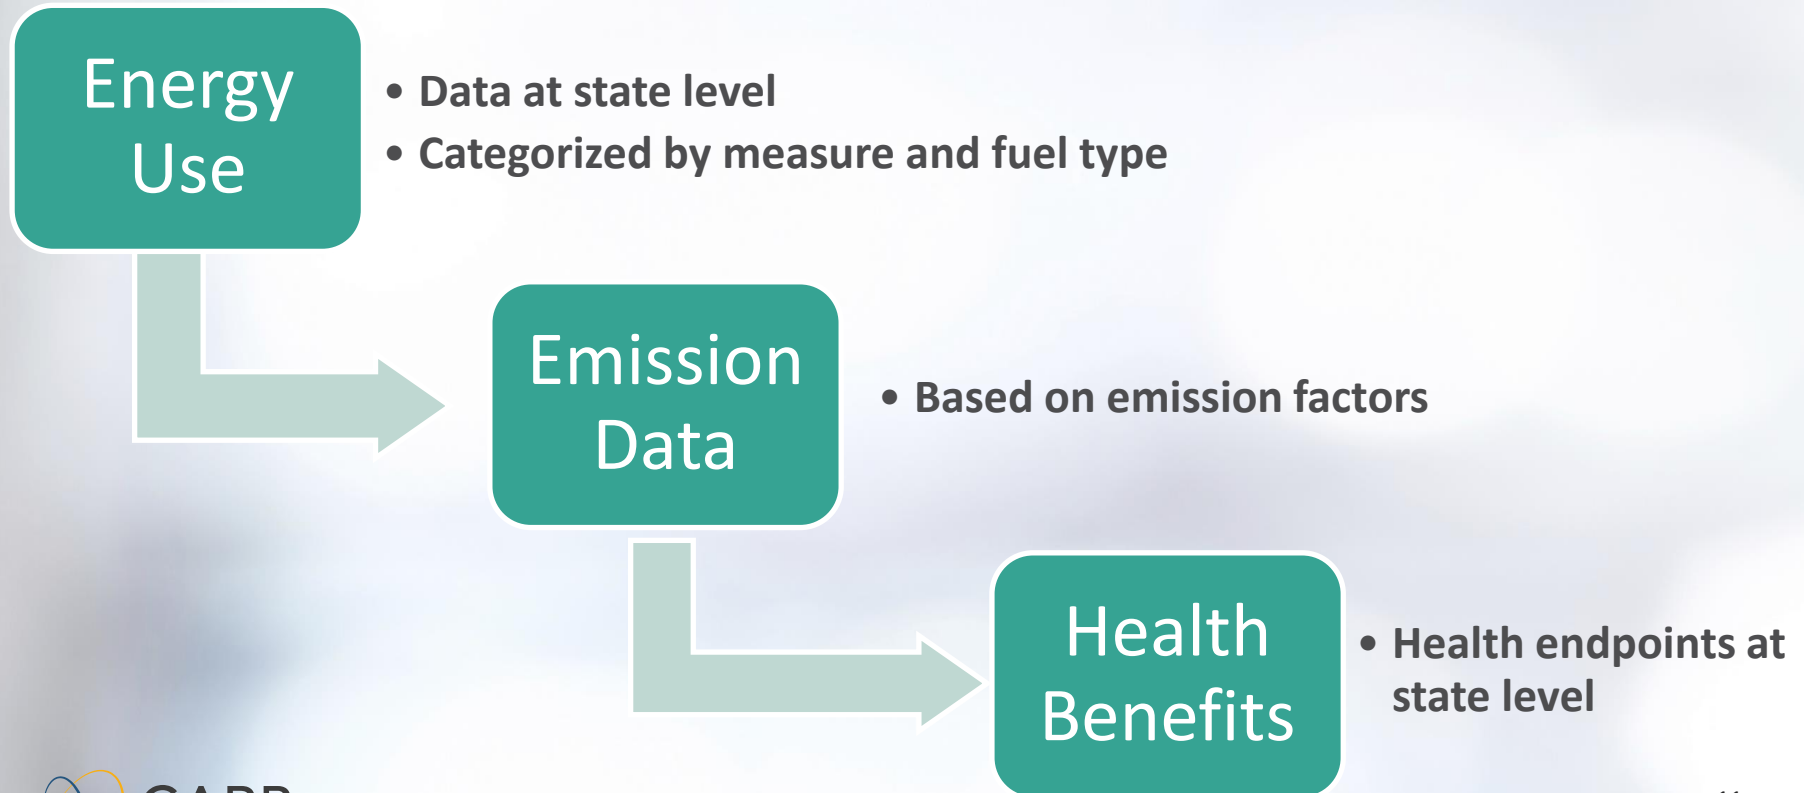 Energy
Use
• Data at state level
• Categorized by measure and fuel type
Emission
Data
• Based on emission factors
Health
Benefits
• Health endpoints at
state level